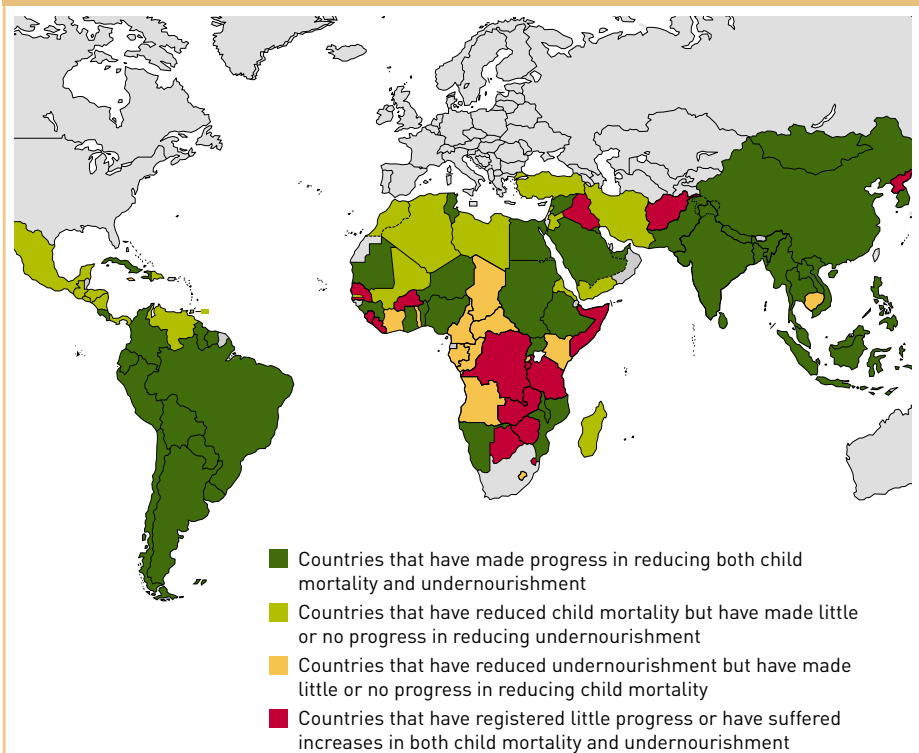 Countries that have made progress in reducing both child
mortality and undernourishment
Countries that have reduced child mortality but have made little
or no progress in reducing undernourishment
Countries that have reduced undernourishment but have made
little or no progress in reducing child mortality
Countries that have registered little progress or have suffered
increases in both child mortality and undernourishment